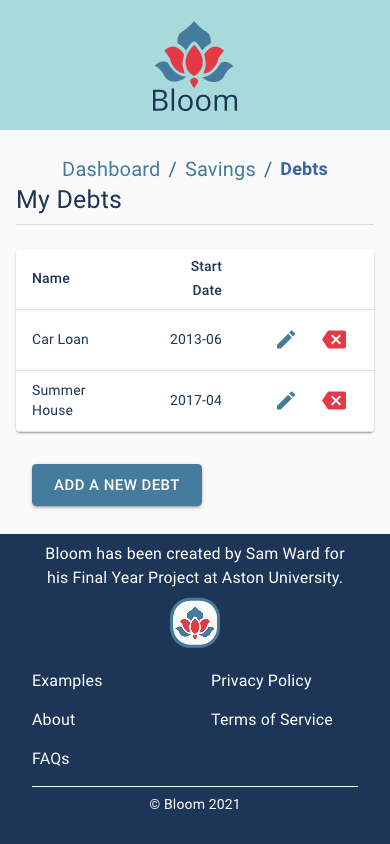 Bloom
Dashboard / Savings / Debts
My Debts
Name Start
Date
Car Loan 2013-06
Summer
House 2017-04
ADD A NEW DEBT
Bloom has been created by Sam Ward for
his Final Year Project at Aston University.
Examples Privacy Policy
About Terms of Service
FAQs
© Bloom 2021